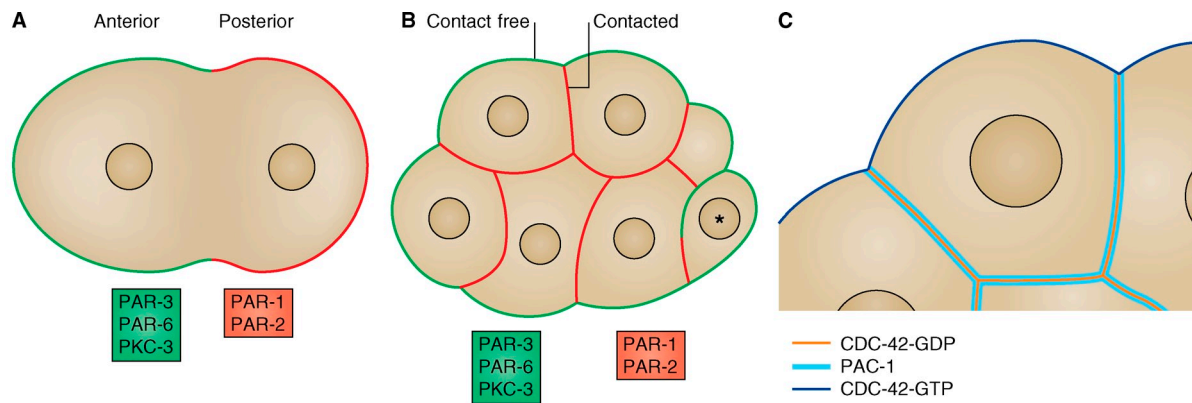 A
Anterior
Posterior
PAR-3
PAR-6
PKC-3
PAR-1
PAR-2
B
Contact free
Contacted
*
PAR-3
PAR-6
PKC-3
PAR-1
PAR-2
C
CDC-42-GDP
PAC-1
CDC-42-GTP